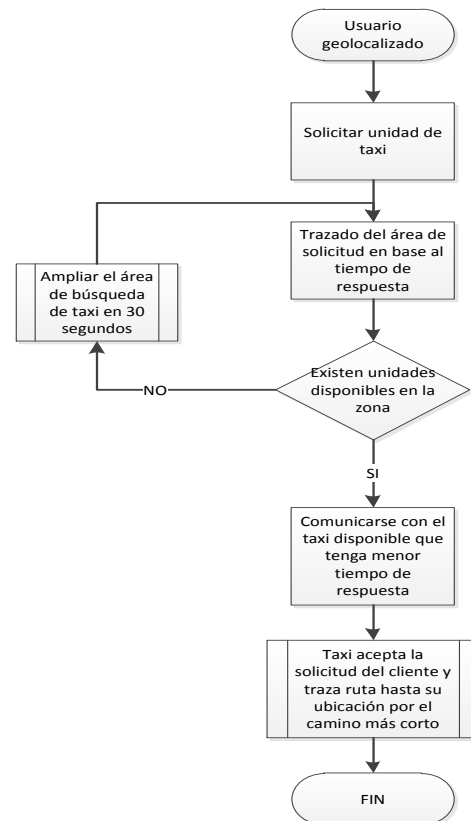 Usuario
geolocalizado
Solicitar unidad de
taxi
Trazado del área de
solicitud en base al
tiempo de
respuesta
Ampliar el área
de búsqueda
de taxi en 30
segundos
Existen unidades
disponibles en la
zona
NO
SI
Comunicarse con el
taxi disponible que
tenga menor
tiempo de
respuesta
Taxi acepta la
solicitud del cliente y
traza ruta hasta su
ubicación por el
camino más corto
FIN